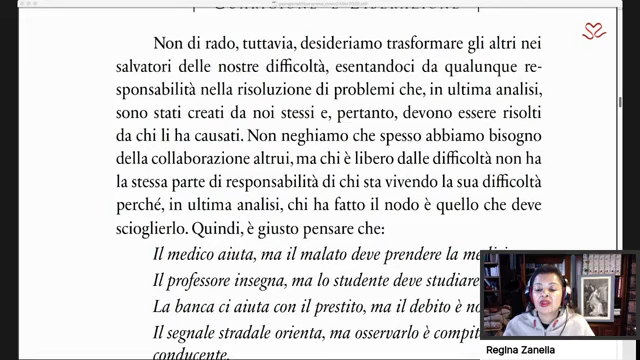 Guarigione e Liberazione
Non di rado, tuttavia, desideriamo trasformare gli altri nei
salvatori delle nostre difficoltà, esentandoci da qualunque re-
sponsabilità nella risoluzione di problemi che, in ultima analisi,
sono stati creati da noi stessi e, pertanto, devono essere risolti
da chi li ha causati. Non neghiamo che spesso abbiamo bisogno
della collaborazione altrui, ma chi è libero dalle difficoltà non ha
la stessa parte di responsabilità di chi sta vivendo la sua difficoltà
perché, in ultima analisi, chi ha fatto il nodo è quello che deve
scioglierlo. Quindi, è giusto pensare che:
Il medico aiuta, ma il malato deve prendere la
Il professore insegna, ma lo studente deve studiare
La banca ci aiuta con il prestito, ma il debito è
Il segnale stradale orienta, ma osservarlo è
conducente.
Regina Zanella